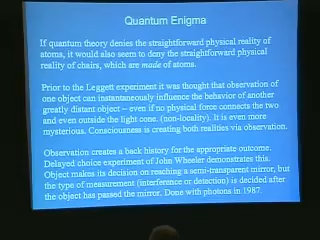 Quantum Enigma
If quantum theory denies the straightforward physical reality of
atoms, it would also seem to deny the straightforward physical
reality of chairs, which are made of atoms.
Prior to the Leggett experiment it was thought that observation of
one object can instantaneously influence the behavior of another
greatly distant object – even if no physical force connects the two
and even outside the light cone. (non-locality). It is even more
mysterious. Consciousness is creating both realities via observation.
Observation creates a back history for the appropriate outcome.
Delayed choice experiment of John Wheeler demonstrates this.
Object makes its decision on reaching a semi-transparent mirror, but
the type of measurement (interference or detection) is decided after
the object has passed the mirror. Done with photons in 1987.